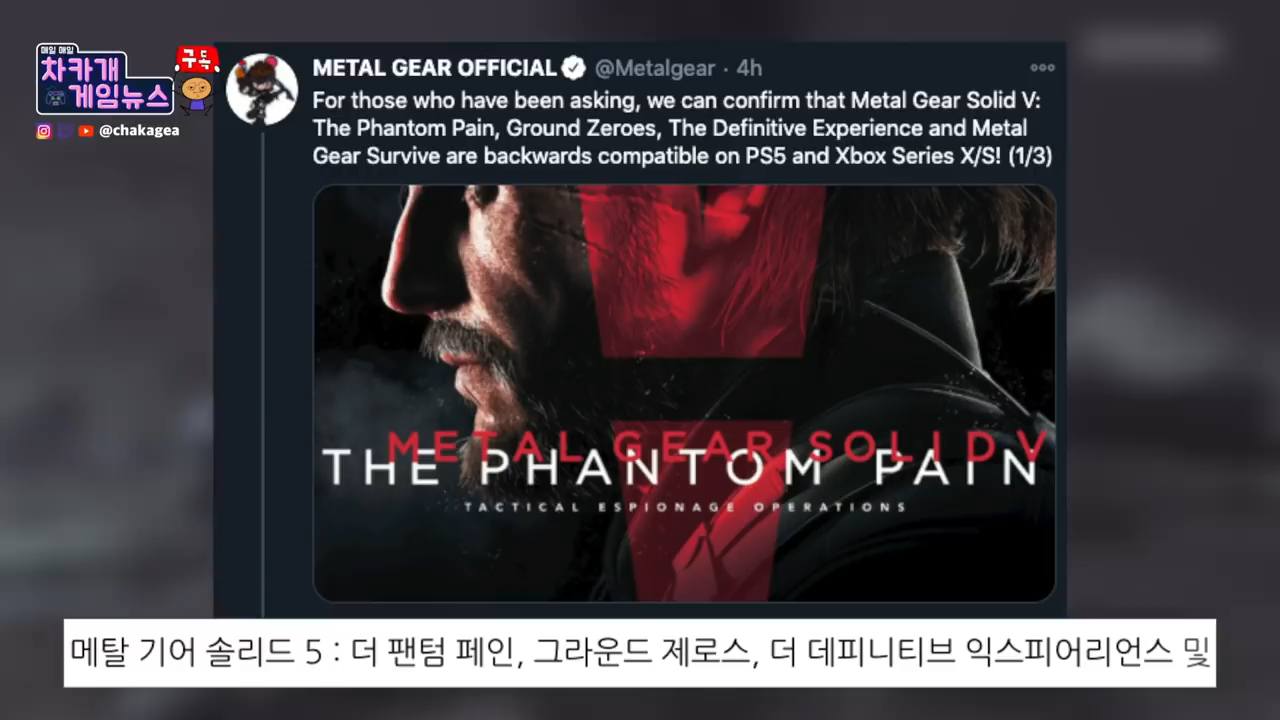 매일 매일
차카개
게임뉴스
구독
@chakagea
METAL GEAR OFFICIAL @Metalgear · 4h
For those who have been asking, we can confirm that Metal Gear Solid V:
The Phantom Pain, Ground Zeroes, The Definitive Experience and Metal
Gear Survive are backwards compatible on PS5 and Xbox Series X/S! (1/3)
METAL GEAR SOLID V
THE PHANTOM PAIN
TACTICAL ESPIONAGE OPERATIONS
메탈 기어 솔리드 5 : 더 팬텀 페인, 그라운드 제로스, 더 데피니티브 익스피어리언스 및